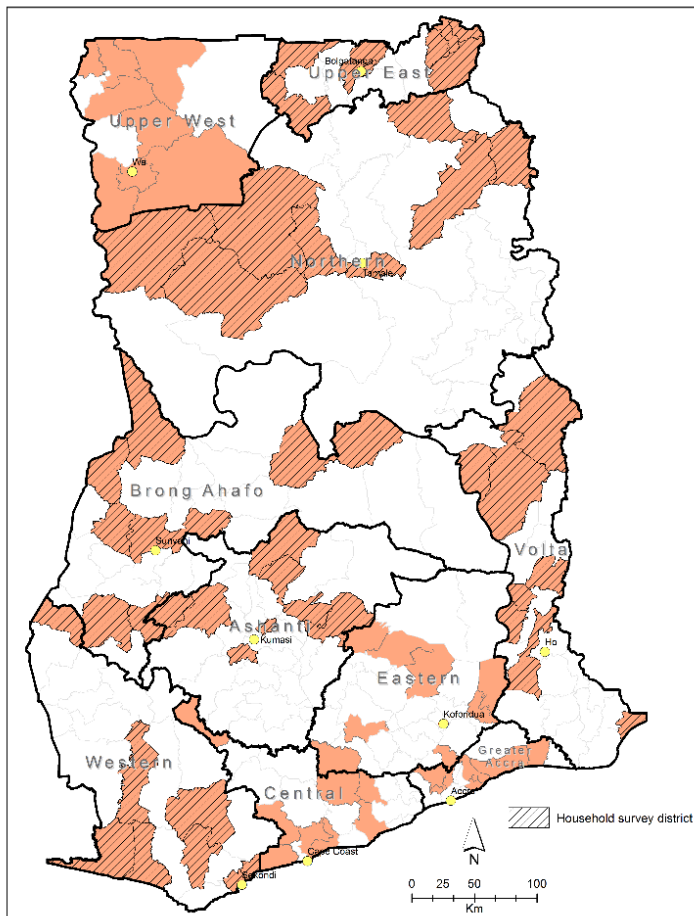 Bolgatanga
Upper East
Upper West
Wa
Northern
Tamale
Brong Ahafo
Sunyani
Volta
Ashanti
Kumasi
Ho
Eastern
Koforidua
Western
Greater
Accra
Central
Accra
Household survey district
Cape Coast
N
Sekondi
0 25 50 100
Km